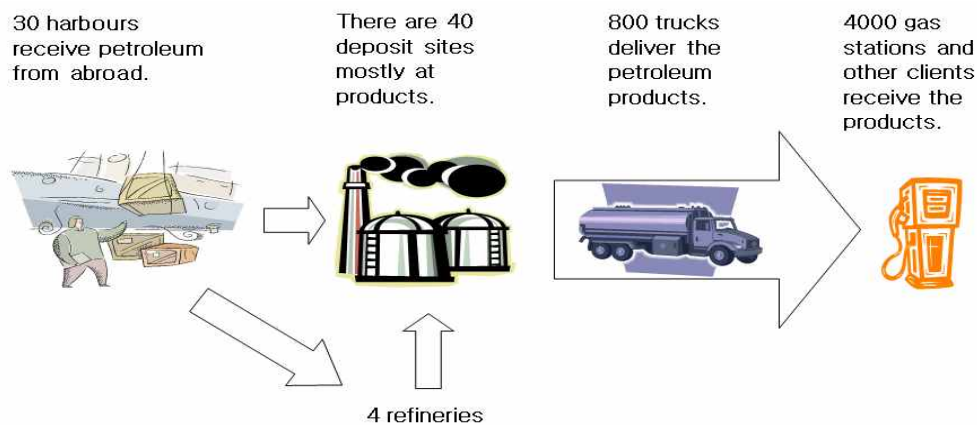 30 harbours
receive petroleum
from abroad.
There are 40
deposit sites
mostly at
products.
800 trucks
deliver the
petroleum
products.
4000 gas
stations and
other clients
receive the
products.
4 refineries